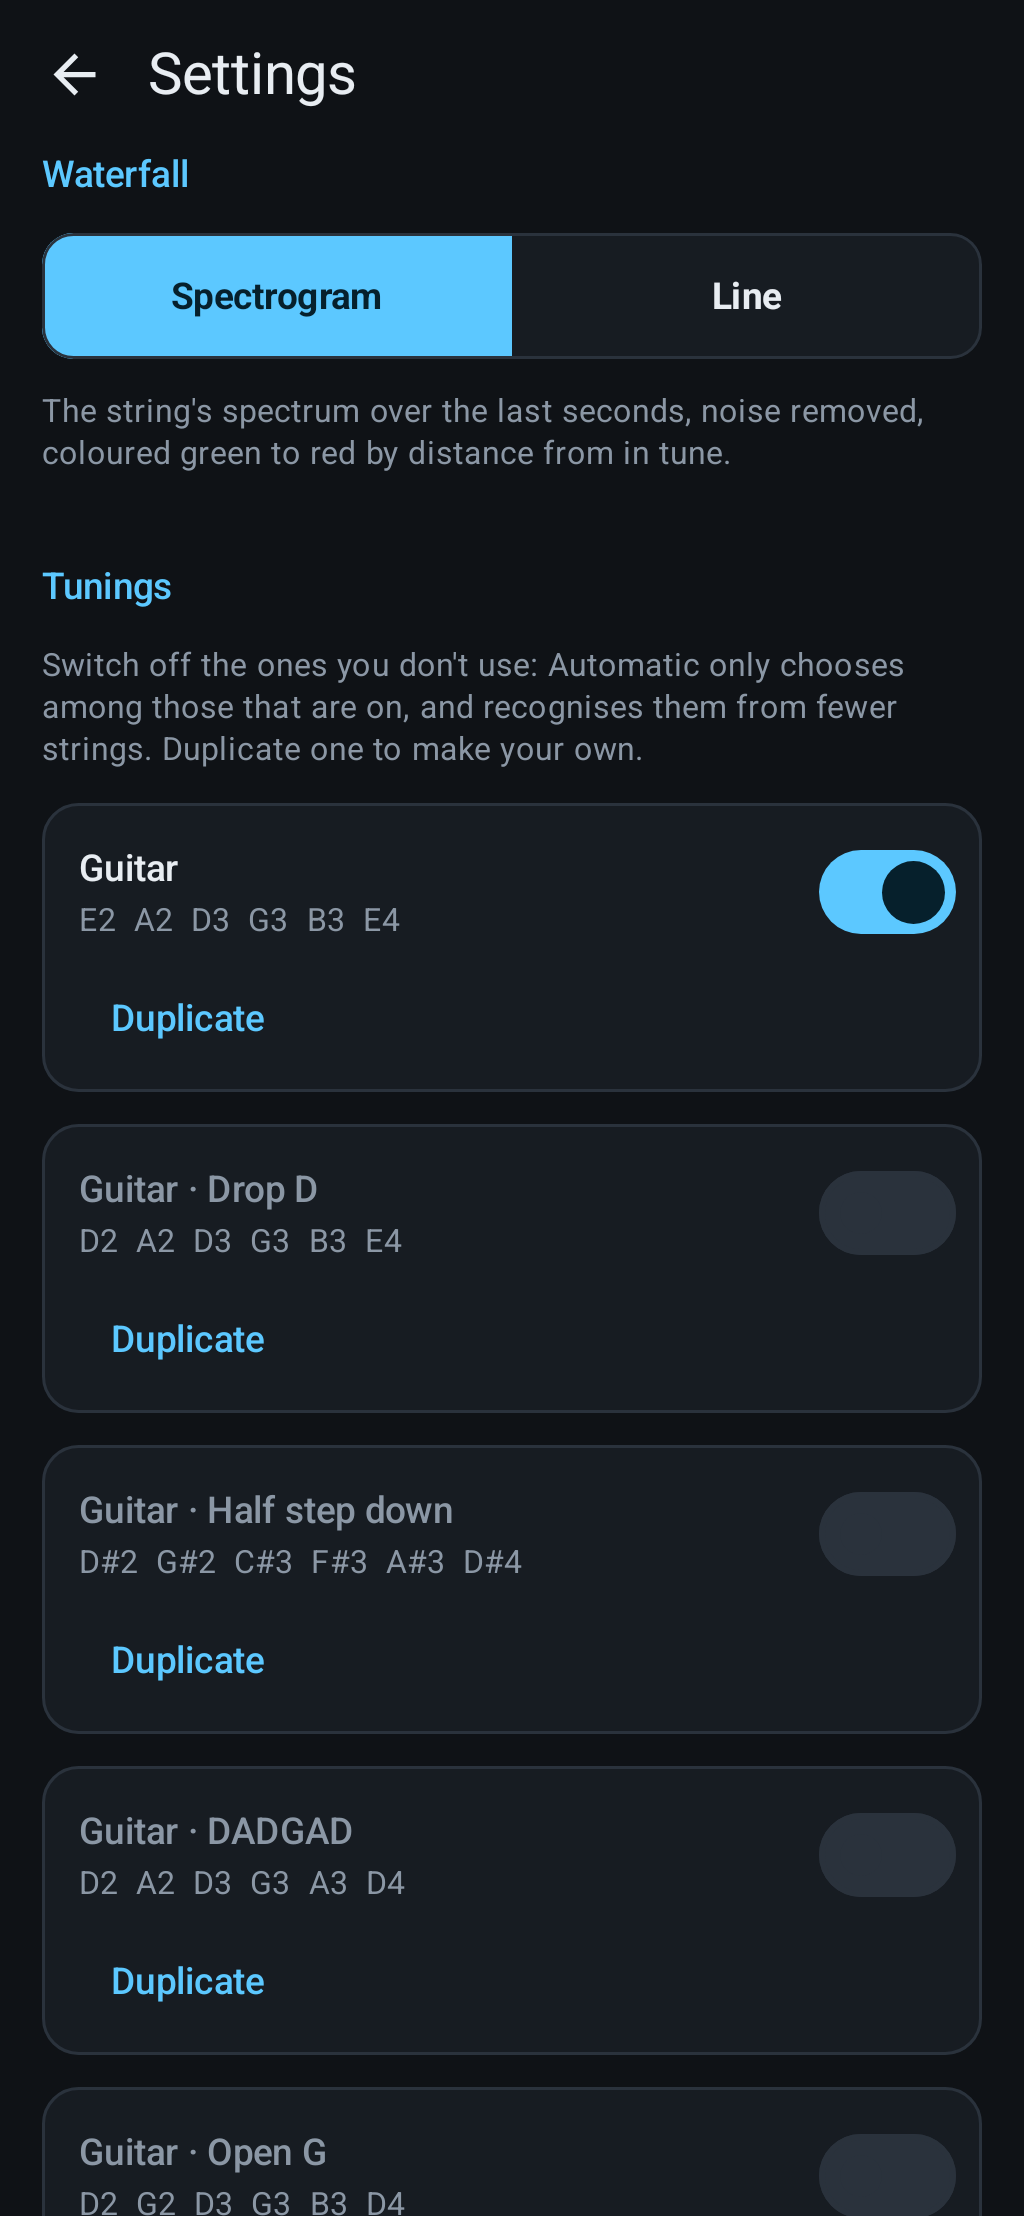 Settings
Waterfall
Spectrogram
Line
The string's spectrum over the last seconds, noise removed,
coloured green to red by distance from in tune.
Tunings
Switch off the ones you don't use: Automatic only chooses
among those that are on, and recognises them from fewer
strings. Duplicate one to make your own.
Guitar
E2 A2 D3 G3 B3 E4
Duplicate
Guitar · Drop D
D2 A2 D3 G3 B3 E4
Duplicate
Guitar · Half step down
D#2 G#2 C#3 F#3 A#3 D#4
Duplicate
Guitar · DADGAD
D2 A2 D3 G3 A3 D4
Duplicate
Guitar · Open G
D2 G2 D3 G3 B3 D4